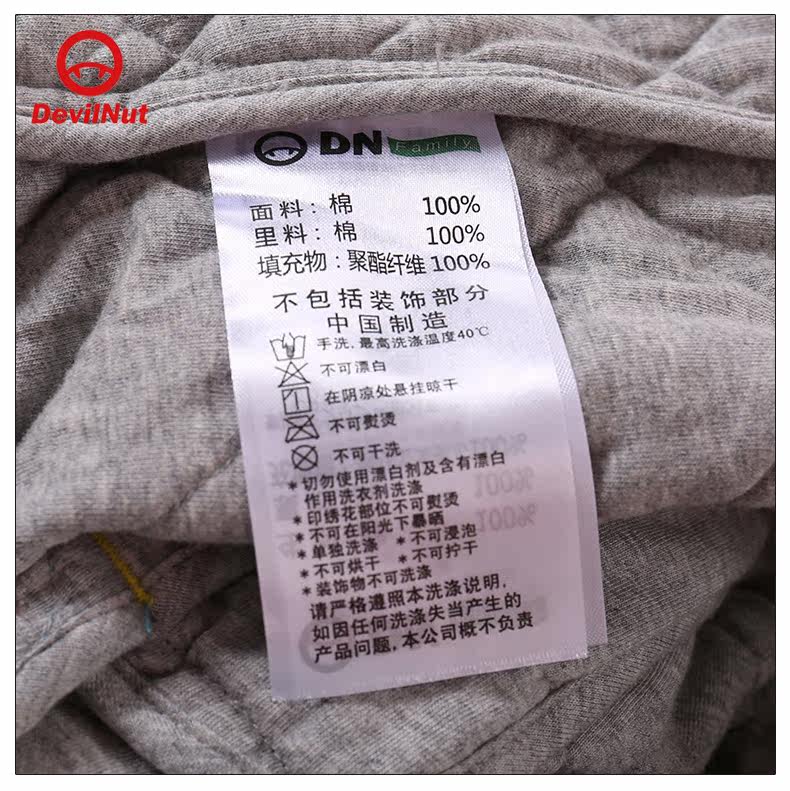 DevilNut
DN Family
面料：棉 100%
里料：棉 100%
填充物：聚酯纤维 100%
不包括装饰部分
中国制造
手洗,最高洗涤温度40℃
不可漂白
在阴凉处悬挂晾干
不可熨烫
不可干洗
*切勿使用漂白剂及含有漂白
作用洗衣剂洗涤
*印绣花部位不可熨烫
*不可在阳光下暴晒
*单独洗涤 *不可浸泡
*不可烘干 *不可拧干
*装饰物不可洗涤
请严格遵照本洗涤说明,
如因任何洗涤失当产生的
产品问题,本公司概不负责